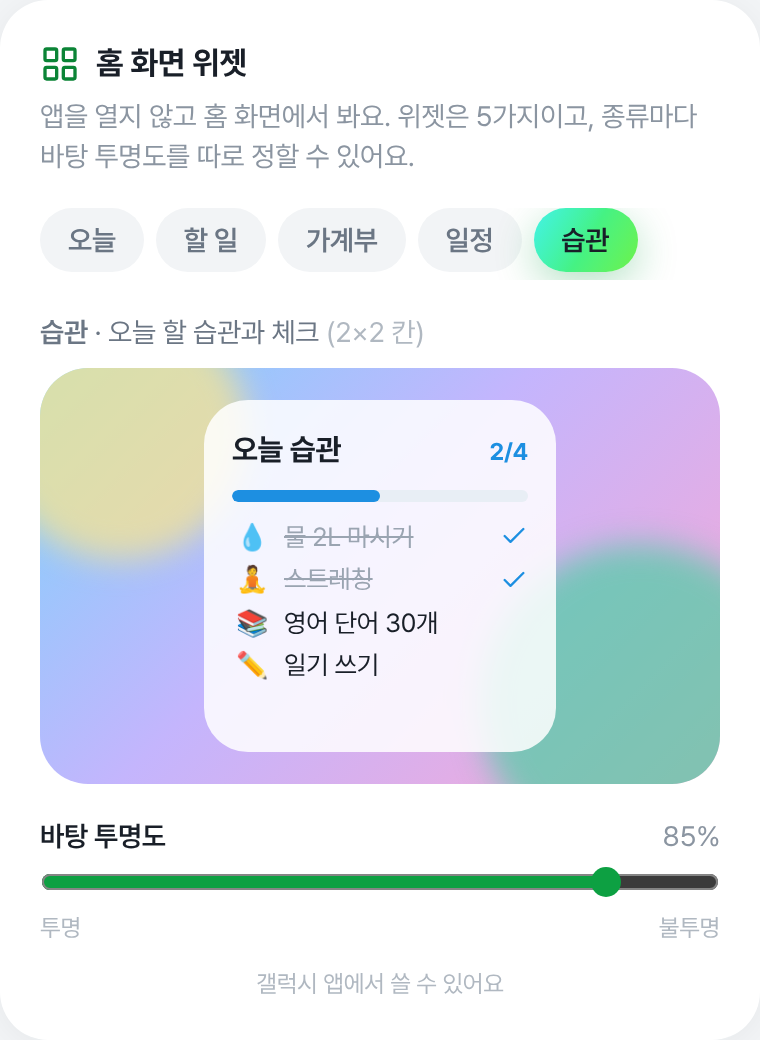 홈 화면 위젯
앱을 열지 않고 홈 화면에서 봐요. 위젯은 5가지이고, 종류마다
바탕 투명도를 따로 정할 수 있어요.
오늘 할 일 가계부 일정 습관
습관 · 오늘 할 습관과 체크 (2×2 칸)
오늘 습관 2/4
물 2L 마시기
스트레칭
영어 단어 30개
일기 쓰기
바탕 투명도 85%
투명 불투명
갤럭시 앱에서 쓸 수 있어요